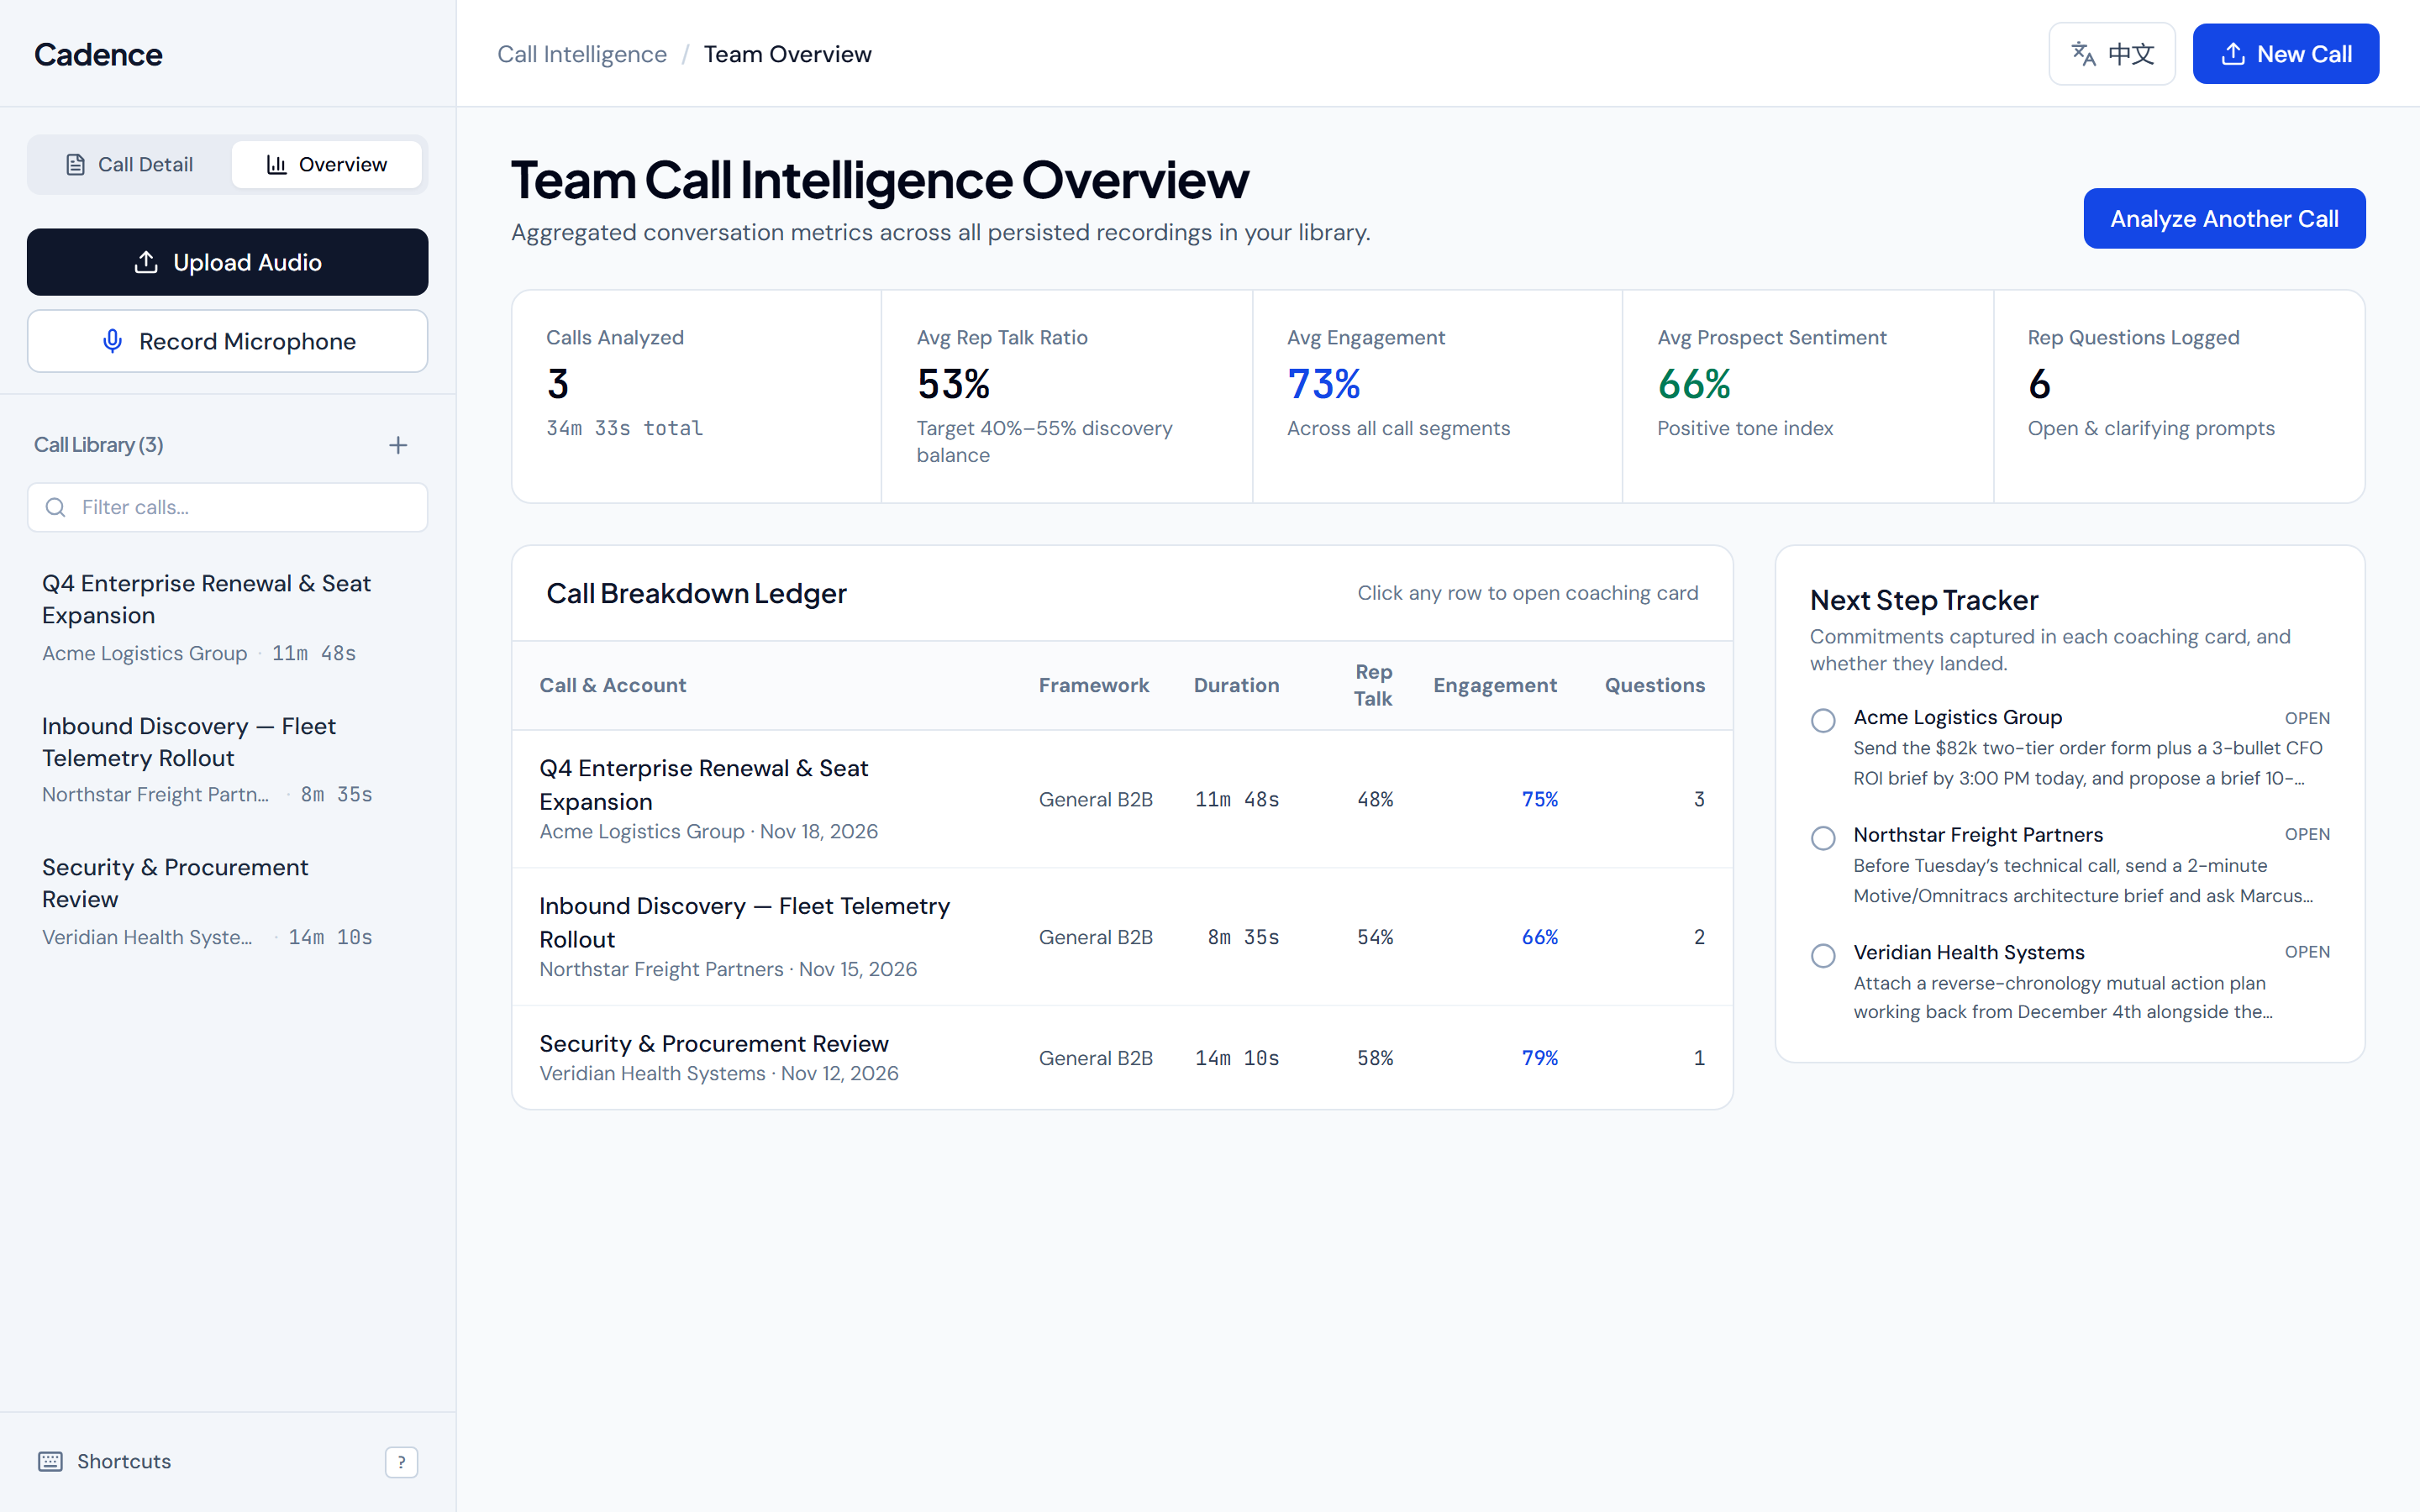 Cadence
Call Intelligence / Team Overview
中文
New Call
Call Detail
Overview
Upload Audio
Record Microphone
Call Library (3)
Filter calls...
Q4 Enterprise Renewal & Seat
Expansion
Acme Logistics Group · 11m 48s
Inbound Discovery — Fleet
Telemetry Rollout
Northstar Freight Partn... · 8m 35s
Security & Procurement
Review
Veridian Health Syste... · 14m 10s
Shortcuts
?
Team Call Intelligence Overview
Aggregated conversation metrics across all persisted recordings in your library.
Analyze Another Call
Calls Analyzed
3
34m 33s total
Avg Rep Talk Ratio
53%
Target 40%–55% discovery
balance
Avg Engagement
73%
Across all call segments
Avg Prospect Sentiment
66%
Positive tone index
Rep Questions Logged
6
Open & clarifying prompts
Call Breakdown Ledger
Click any row to open coaching card
Call & Account
Framework
Duration
Rep
Talk
Engagement
Questions
Q4 Enterprise Renewal & Seat
Expansion
Acme Logistics Group · Nov 18, 2026
General B2B
11m 48s
48%
75%
3
Inbound Discovery — Fleet Telemetry
Rollout
Northstar Freight Partners · Nov 15, 2026
General B2B
8m 35s
54%
66%
2
Security & Procurement Review
Veridian Health Systems · Nov 12, 2026
General B2B
14m 10s
58%
79%
1
Next Step Tracker
Commitments captured in each coaching card, and
whether they landed.
Acme Logistics Group
OPEN
Send the $82k two-tier order form plus a 3-bullet CFO
ROI brief by 3:00 PM today, and propose a brief 10-...
Northstar Freight Partners
OPEN
Before Tuesday’s technical call, send a 2-minute
Motive/Omnitracs architecture brief and ask Marcus...
Veridian Health Systems
OPEN
Attach a reverse-chronology mutual action plan
working back from December 4th alongside the...